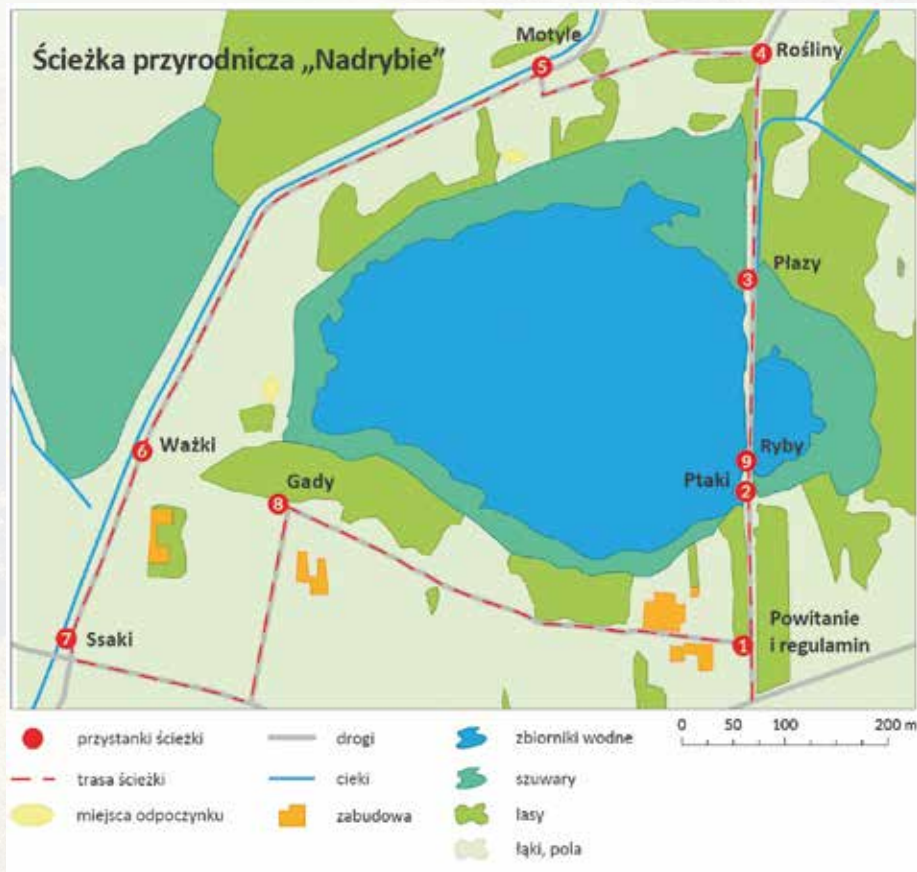 Ścieżka przyrodnicza „Nadrybie”
Motyle
5
4
Rośliny
3
Płazy
6
Ważki
9
Ryby
Ptaki
2
Gady
8
7
Ssaki
1
Powitanie
i regulamin
przystanki ścieżki
trasa ścieżki
miejsca odpoczynku
drogi
cieki
zabudowa
zbiorniki wodne
szuwary
lasy
łąki, pola
0 50 100 200 m